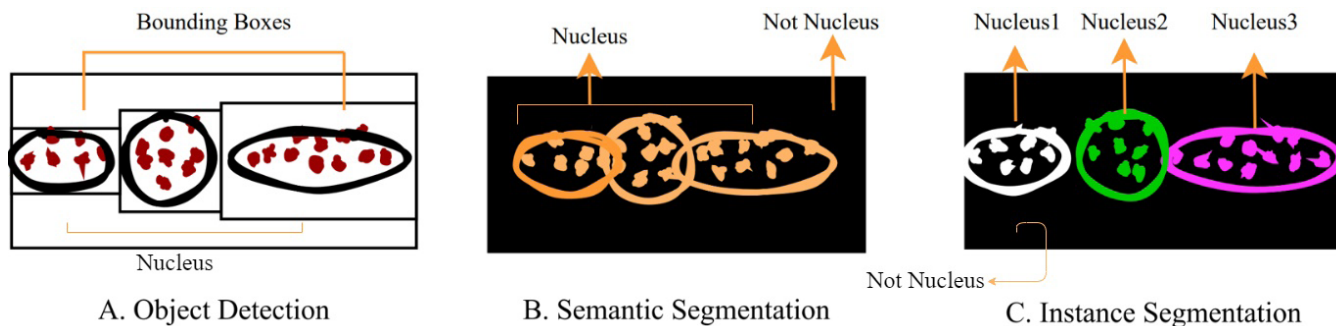 Bounding Boxes
Nucleus
A. Object Detection
Nucleus
Not Nucleus
B. Semantic Segmentation
Nucleus1
Nucleus2
Nucleus3
Not Nucleus
C. Instance Segmentation